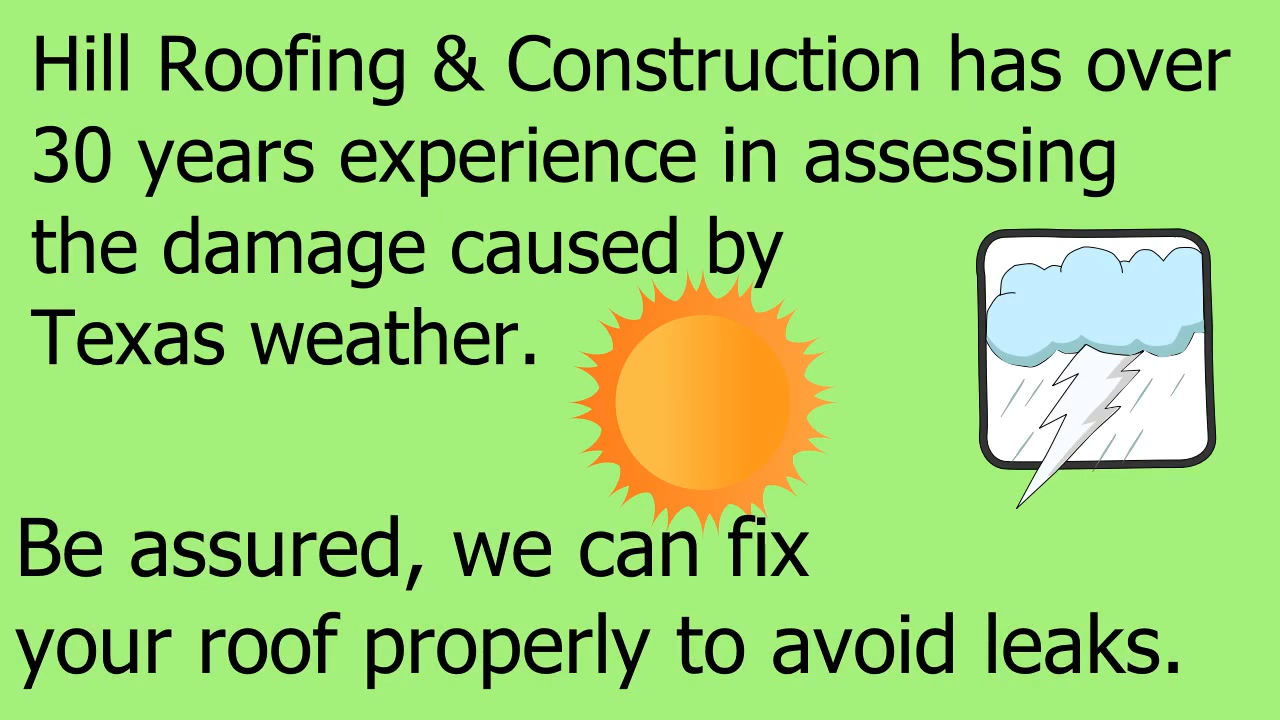 Hill Roofing & Construction has over
30 years experience in assessing
the damage caused by
Texas weather.
Be assured, we can fix
your roof properly to avoid leaks.